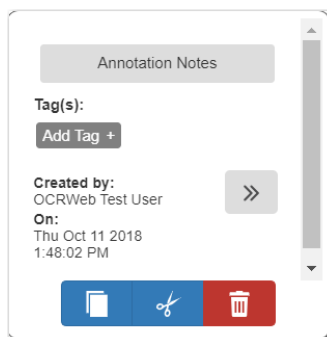 Annotation Notes
Tag(s):
Add Tag +
Created by:
OCRWeb Test User
On:
Thu Oct 11 2018
1:48:02 PM